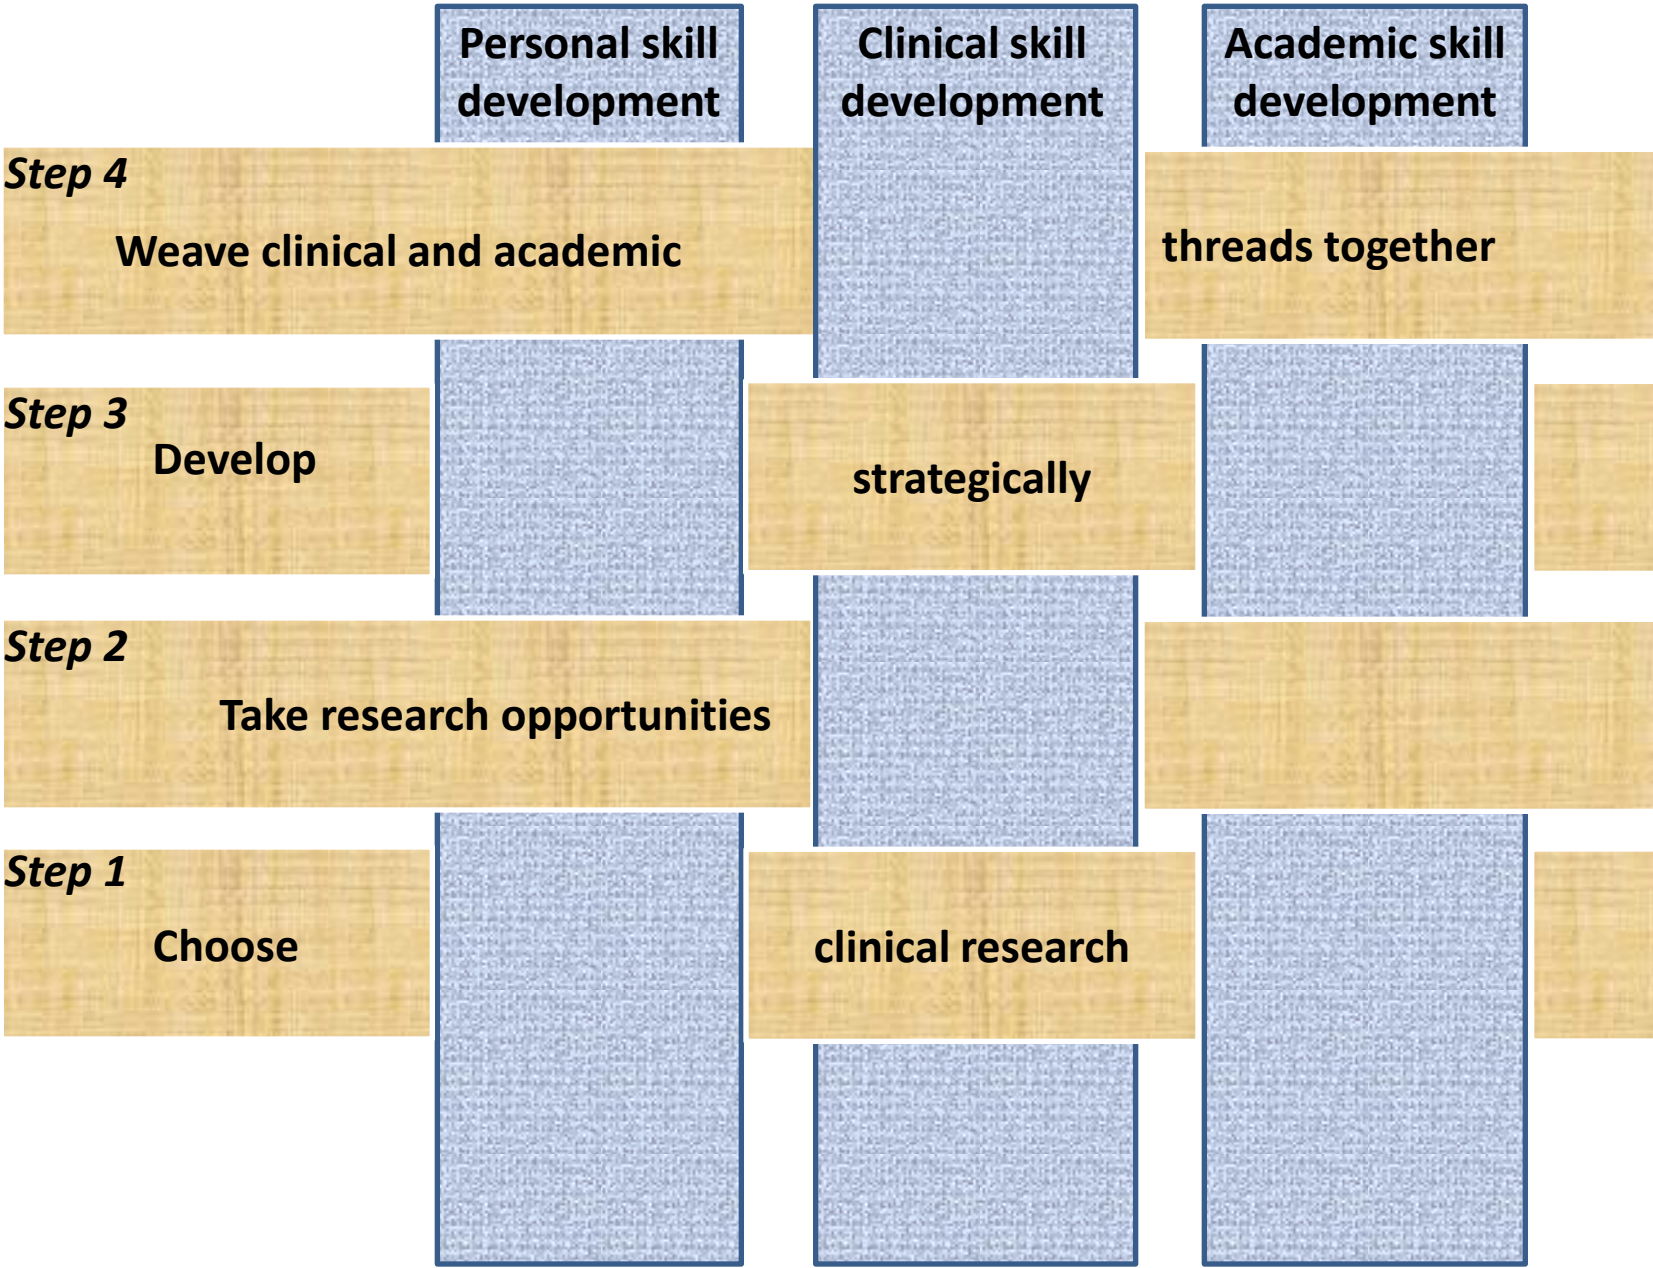 Personal skill
development
Clinical skill
development
Academic skill
development
Step 4
Weave clinical and academic
threads together
Step 3
Develop
strategically
Step 2
Take research opportunities
Step 1
Choose
clinical research